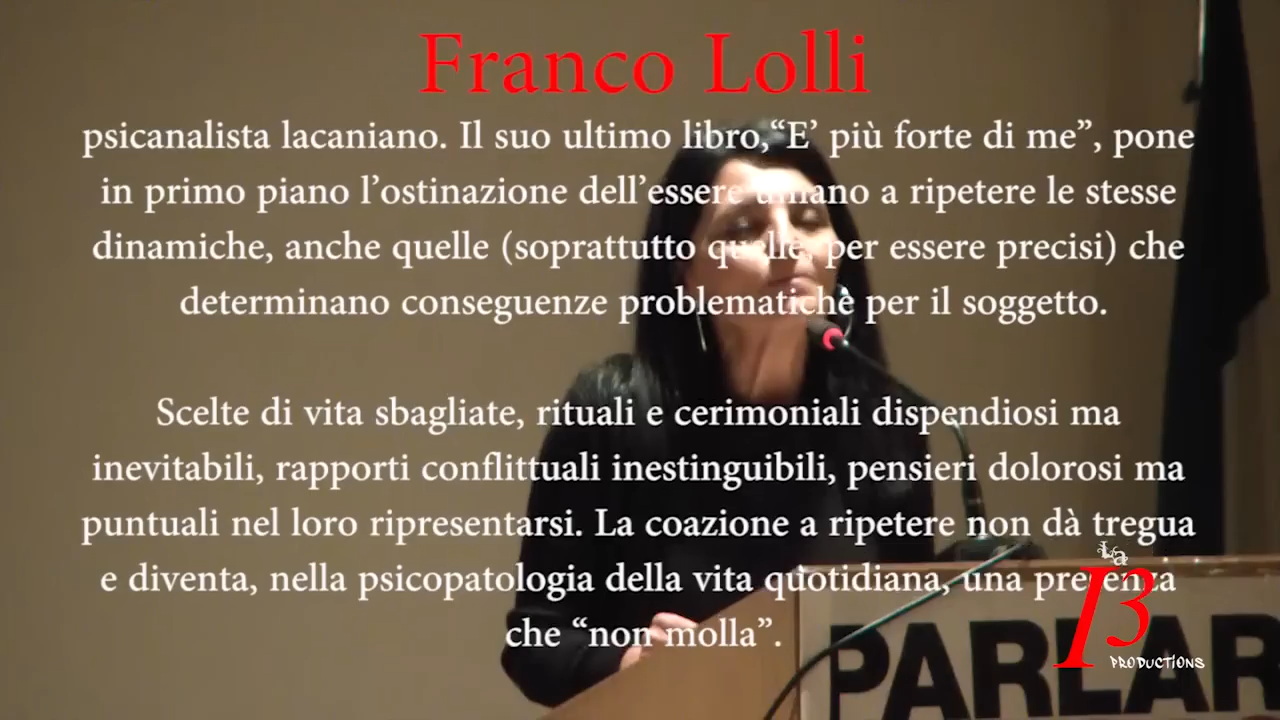 Franco Lolli
psicanalista lacaniano. Il suo ultimo libro,“E’ più forte di me”, pone
in primo piano l’ostinazione dell’essere umano a ripetere le stesse
dinamiche, anche quelle (soprattutto quelle, per essere precisi) che
determinano conseguenze problematiche per il soggetto.
Scelte di vita sbagliate, rituali e cerimoniali dispendiosi ma
inevitabili, rapporti conflittuali inestinguibili, pensieri dolorosi ma
puntuali nel loro ripresentarsi. La coazione a ripetere non dà tregua
e diventa, nella psicopatologia della vita quotidiana, una presenza
che “non molla”.
PARLAR
La
13
PRODUCTIONS